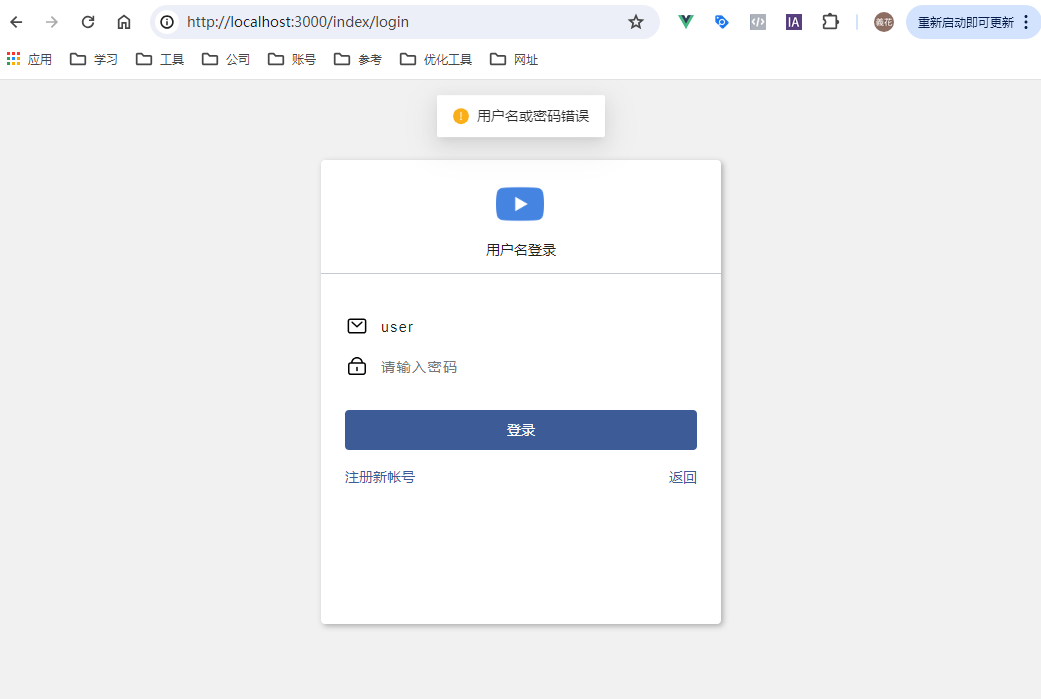 http://localhost:3000/index/login
IA
義花
重新启动即可更新
应用 学习 工具 公司 账号 参考 优化工具 网址
用户名或密码错误
用户名登录
user
请输入密码
登录
注册新帐号 返回